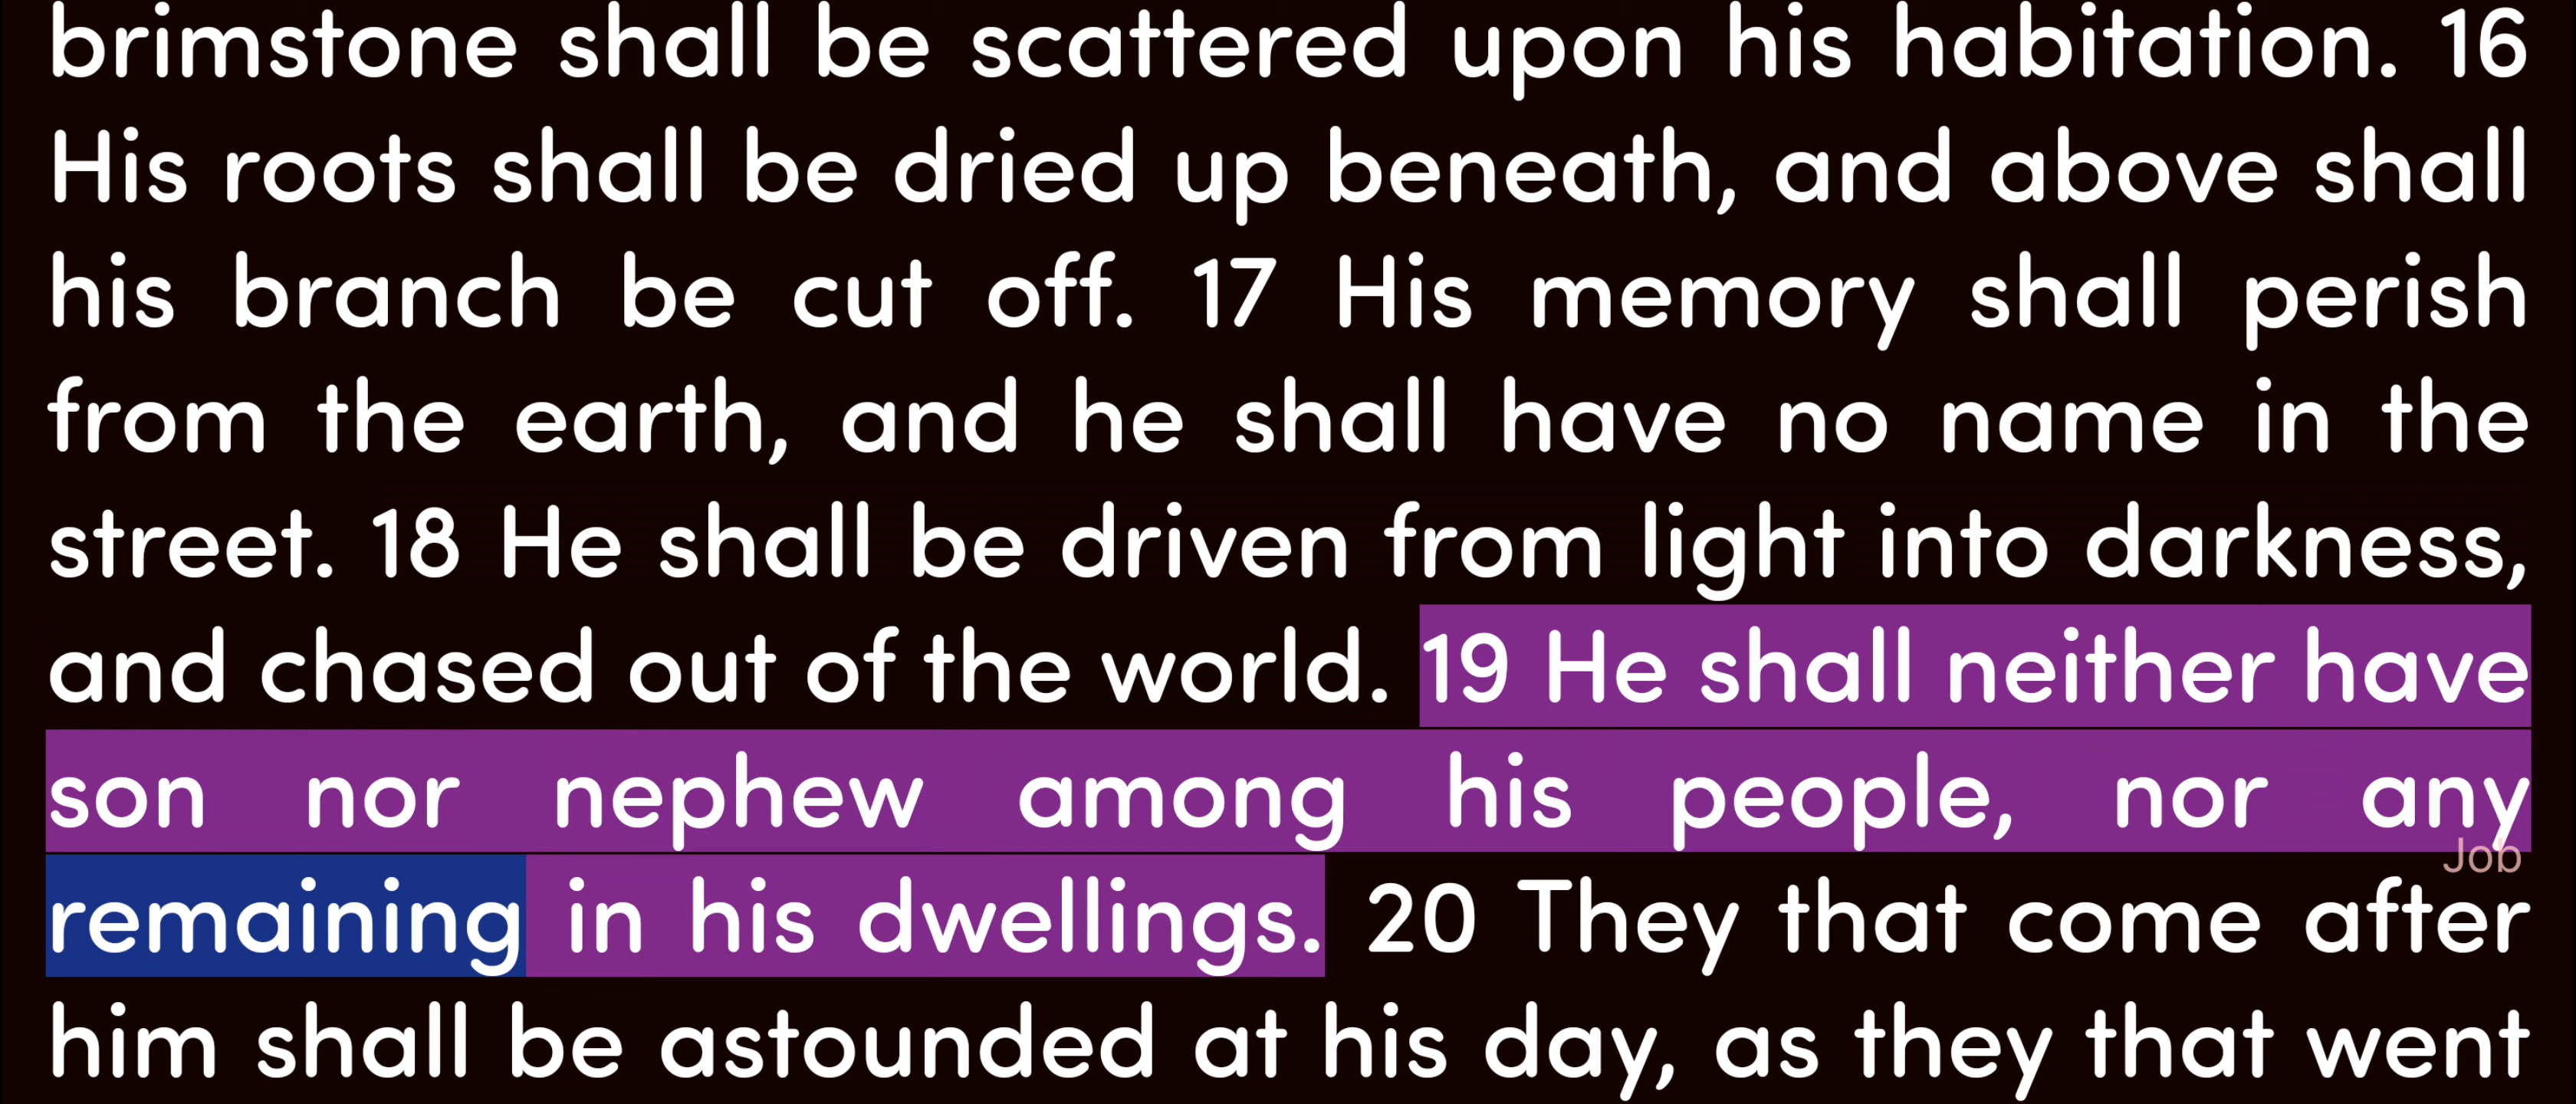 brimstone shall be scattered upon his habitation. 16
His roots shall be dried up beneath, and above shall
his branch be cut off. 17 His memory shall perish
from the earth, and he shall have no name in the
street. 18 He shall be driven from light into darkness,
and chased out of the world. 19 He shall neither have
son nor nephew among his people, nor any
Job
remaining in his dwellings. 20 They that come after
him shall be astounded at his day, as they that went